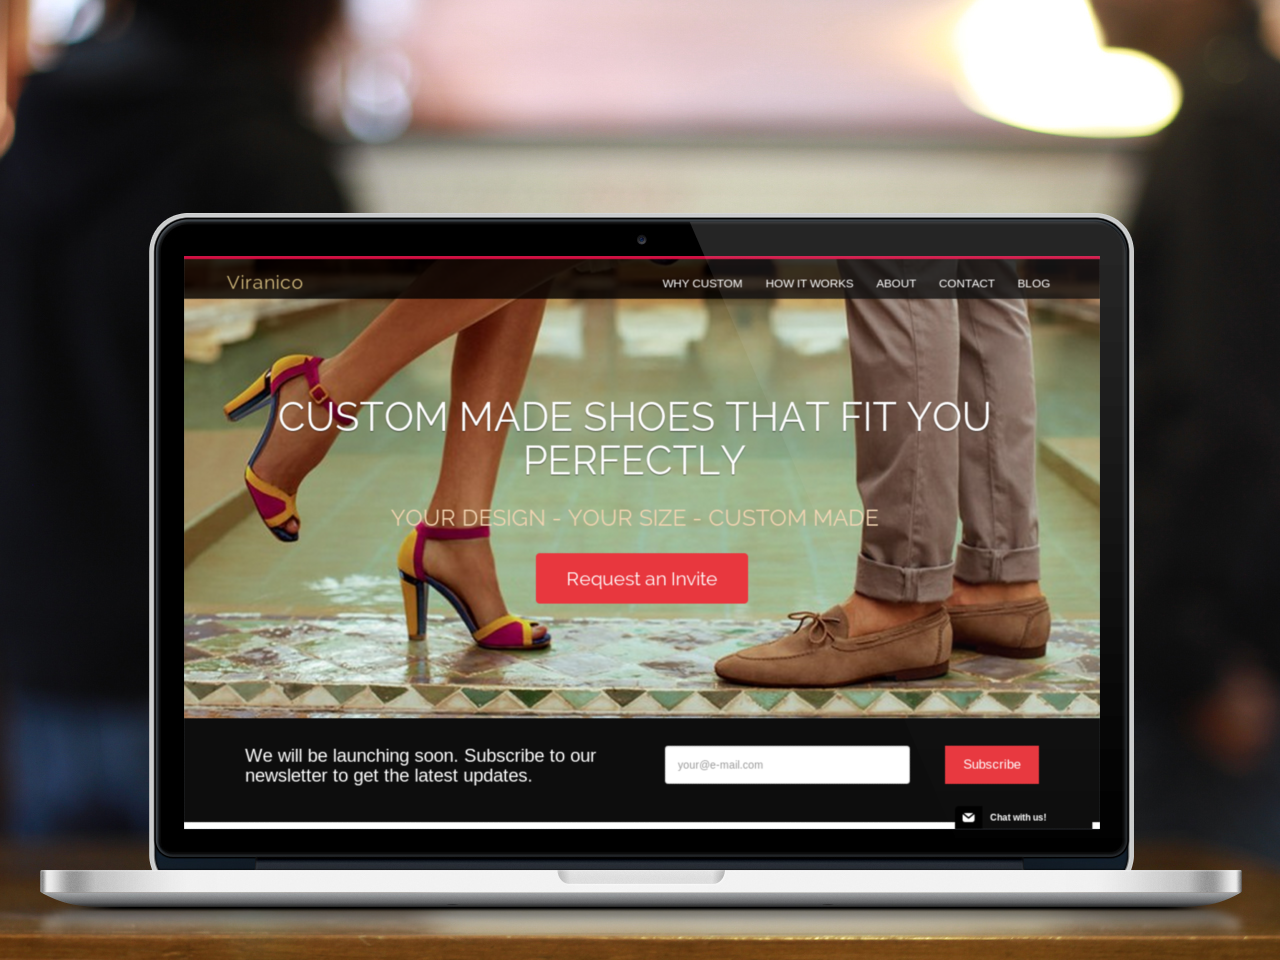 Viranico
WHY CUSTOM HOW IT WORKS ABOUT CONTACT BLOG
CUSTOM MADE SHOES THAT FIT YOU
PERFECTLY
YOUR DESIGN - YOUR SIZE - CUSTOM MADE
Request an Invite
We will be launching soon. Subscribe to our
newsletter to get the latest updates.
your@e-mail.com
Subscribe
Chat with us!